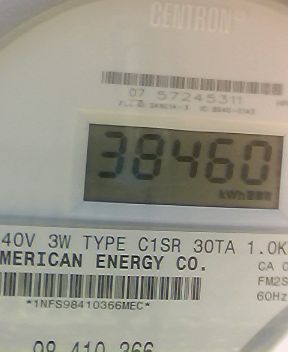 CENTRON®
07 57245311
38460
kWh
40V 3W TYPE C1SR 30TA 1.0K
MERICAN ENERGY CO.
CA 0
FM2S
*1NFS98410366MEC*
60Hz
98 410 366